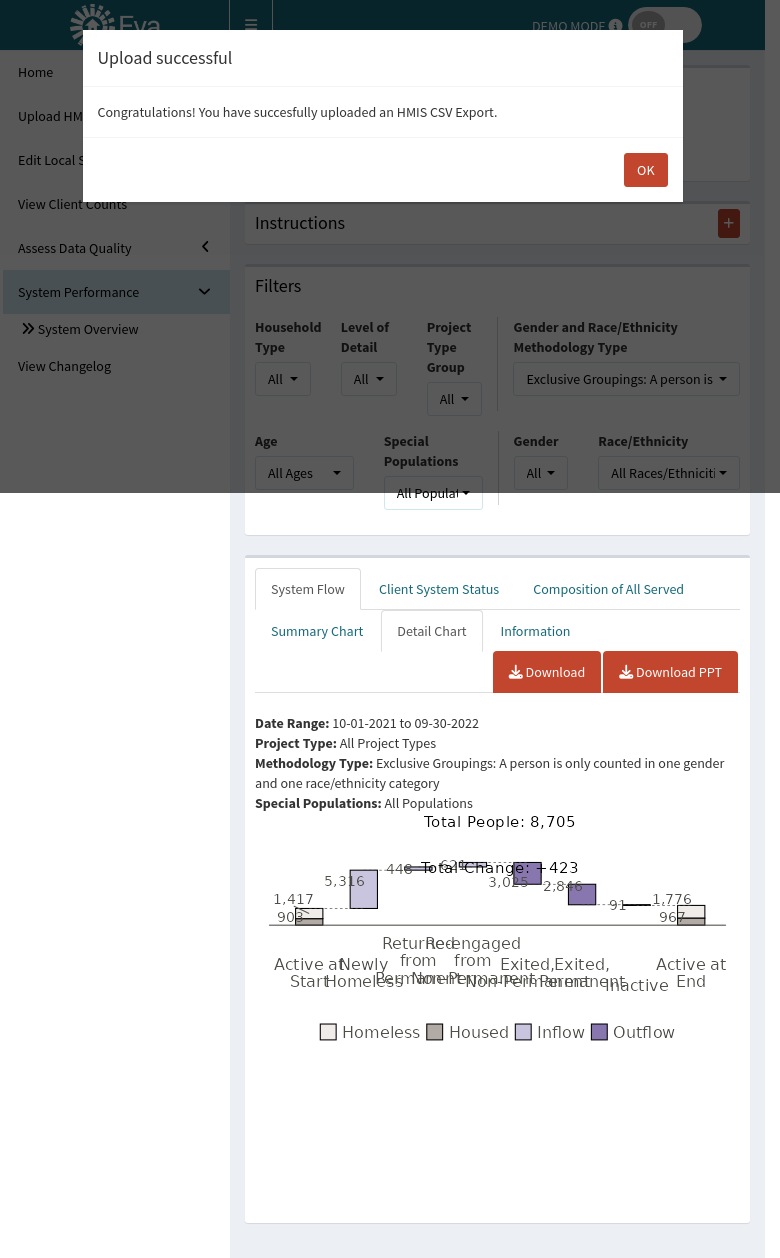 Eva
DEMO MODE
OFF
Upload successful
Congratulations! You have succesfully uploaded an HMIS CSV Export.
OK
Home
Upload HM
Edit Local S
View Client Counts
Assess Data Quality
System Performance
System Overview
View Changelog
Instructions
Filters
Household Type
Level of Detail
Project Type Group
Gender and Race/Ethnicity Methodology Type
All
All
All
Exclusive Groupings: A person is
Age
Special Populations
Gender
Race/Ethnicity
All Ages
All Populat
All
All Races/Ethniciti
System Flow
Client System Status
Composition of All Served
Summary Chart
Detail Chart
Information
Download
Download PPT
Date Range: 10-01-2021 to 09-30-2022
Project Type: All Project Types
Methodology Type: Exclusive Groupings: A person is only counted in one gender
and one race/ethnicity category
Special Populations: All Populations
Total People: 8,705
Total Change: +423
1,417
903
5,316
448
3,025
2,846
91
1,776
967
Active at Start
Newly Homeless
Returned from Permanent
Re-engaged from Non-Permanent
Exited, Non-Permanent
Exited, Permanent
Inactive
Active at End
Homeless
Housed
Inflow
Outflow